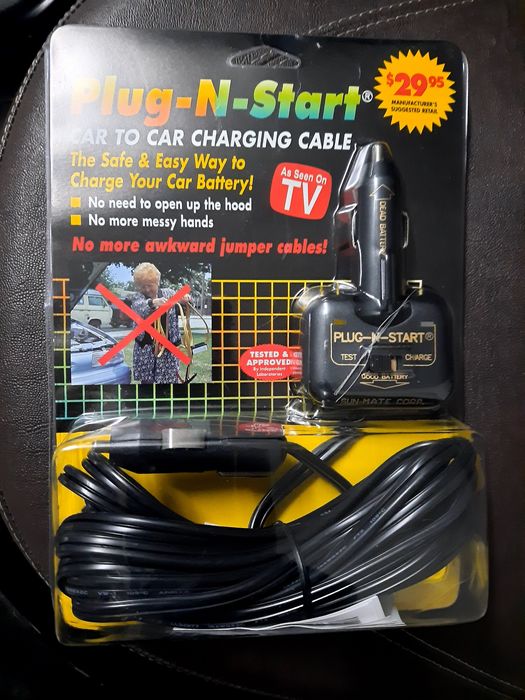 Plug-N-Start®
CAR TO CAR CHARGING CABLE
The Safe & Easy Way to
Charge Your Car Battery!
No need to open up the hood
No more messy hands
No more awkward jumper cables!
$29.95
MANUFACTURER'S
SUGGESTED RETAIL
As Seen On
TV
DEAD BATTERY
TESTED &
APPROVED
By Independent
Laboratories
PLUG-N-START®
TEST
CHARGE
GOOD BATTERY
SUN-MATE CORP.